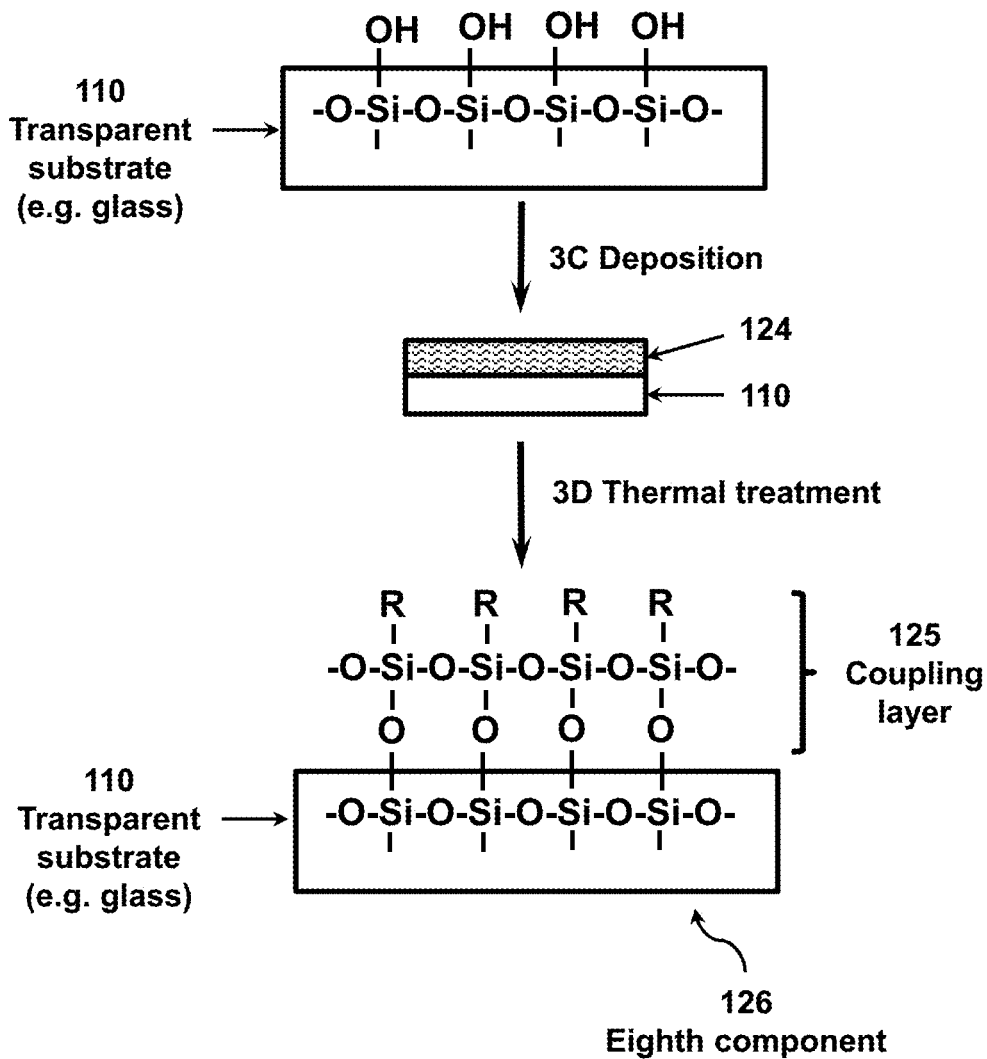 OH OH OH OH
110
Transparent
substrate
(e.g. glass)
-O-Si-O-Si-O-Si-O-Si-O-
3C Deposition
124
110
3D Thermal treatment
R R R R
-O-Si-O-Si-O-Si-O-Si-O-
O O O O
125
Coupling
layer
110
Transparent
substrate
(e.g. glass)
-O-Si-O-Si-O-Si-O-Si-O-
126
Eighth component